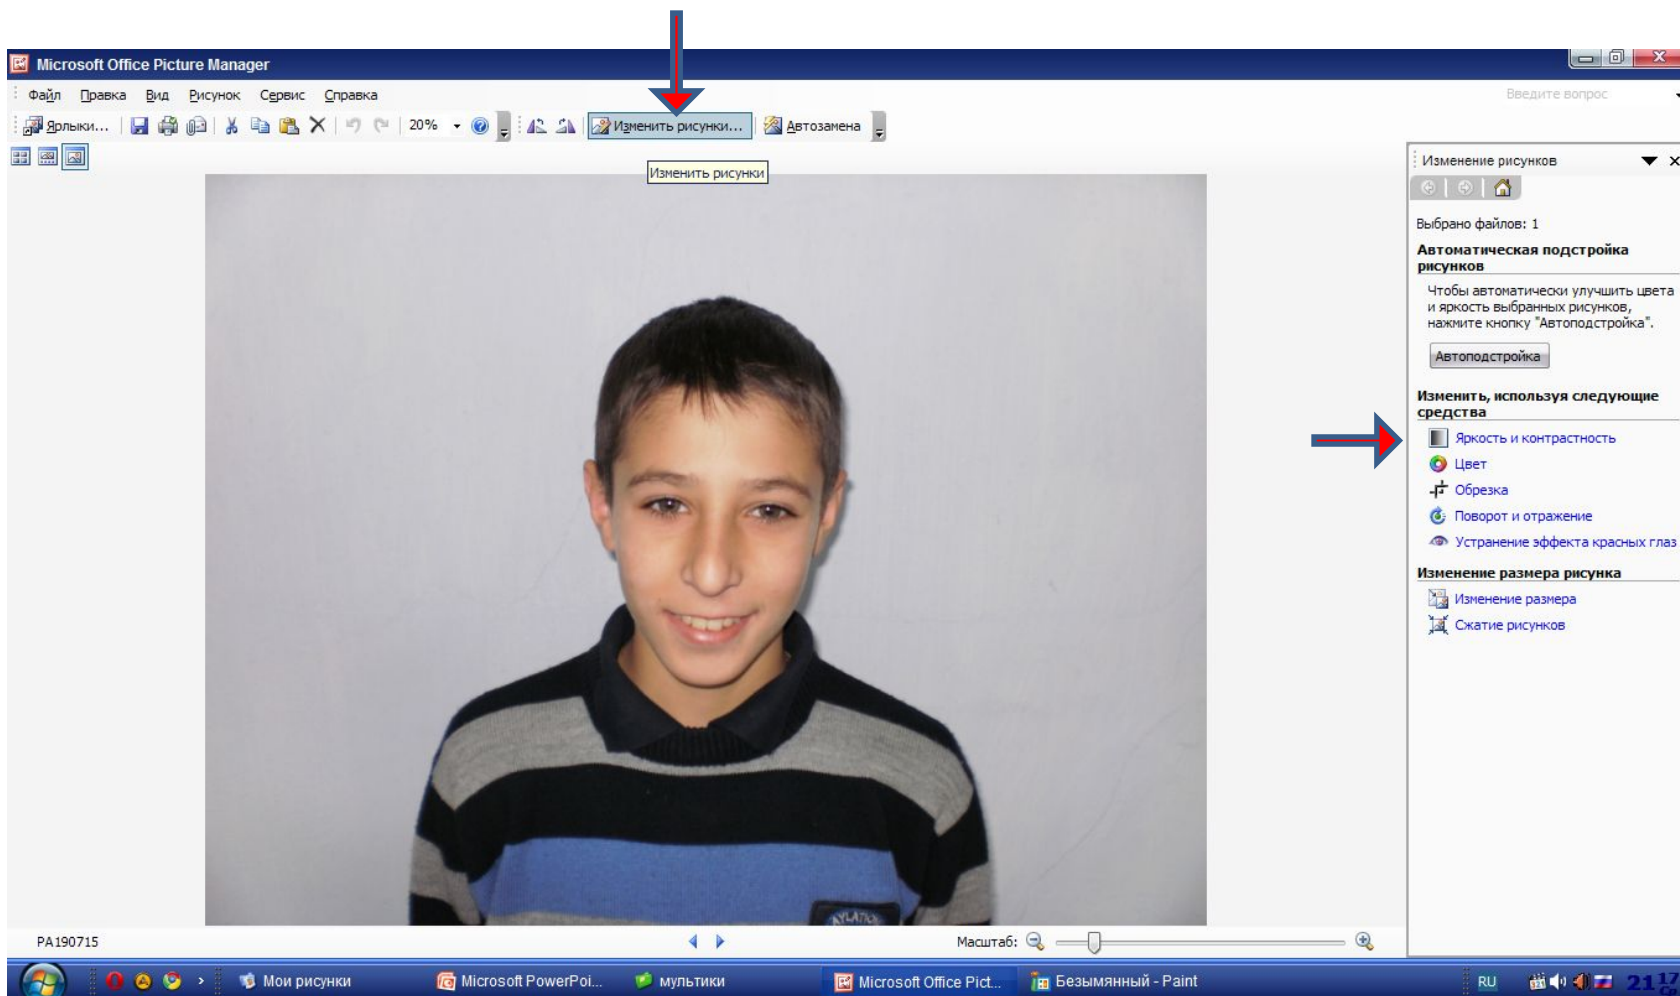 Microsoft Office Picture Manager
Файл Правка Вид Рисунок Сервис Справка
Введите вопрос
Ярлыки... 20% Изменить рисунки... Автозамена
Изменить рисунки
Изменение рисунков
Выбрано файлов: 1
Автоматическая подстройка
рисунков
Чтобы автоматически улучшить цвета
и яркость выбранных рисунков,
нажмите кнопку "Автоподстройка".
Автоподстройка
Изменить, используя следующие
средства
Яркость и контрастность
Цвет
Обрезка
Поворот и отражение
Устранение эффекта красных глаз
Изменение размера рисунка
Изменение размера
Сжатие рисунков
PA190715
Масштаб:
Мои рисунки Microsoft PowerPoi... мультики Microsoft Office Pict... Безымянный - Paint RU 21 17